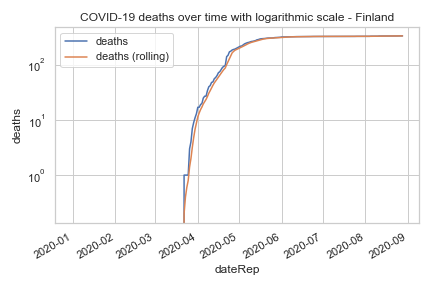 COVID-19 deaths over time with logarithmic scale - Finland
deaths
deaths (rolling)
10²
10¹
10⁰
deaths
2020-01
2020-02
2020-03
2020-04
2020-05
2020-06
2020-07
2020-08
2020-09
dateRep